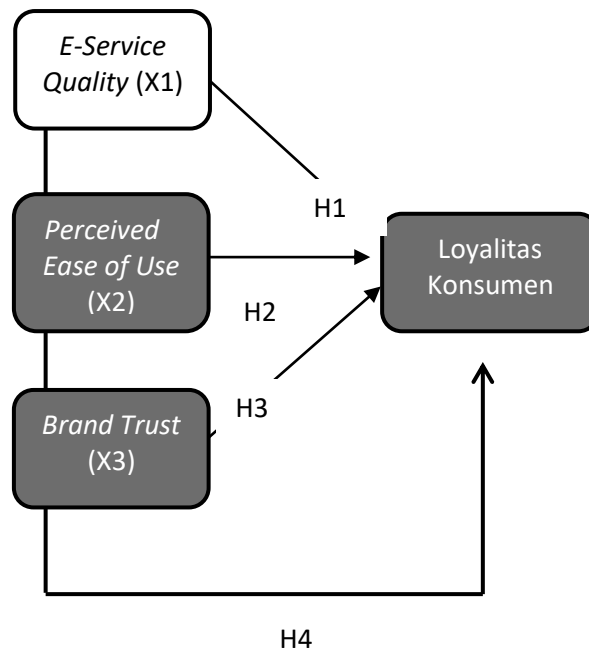 E-Service
Quality (X1)
H1
Perceived
Ease of Use
(X2)
Loyalitas
Konsumen
H2
H3
Brand Trust
(X3)
H4